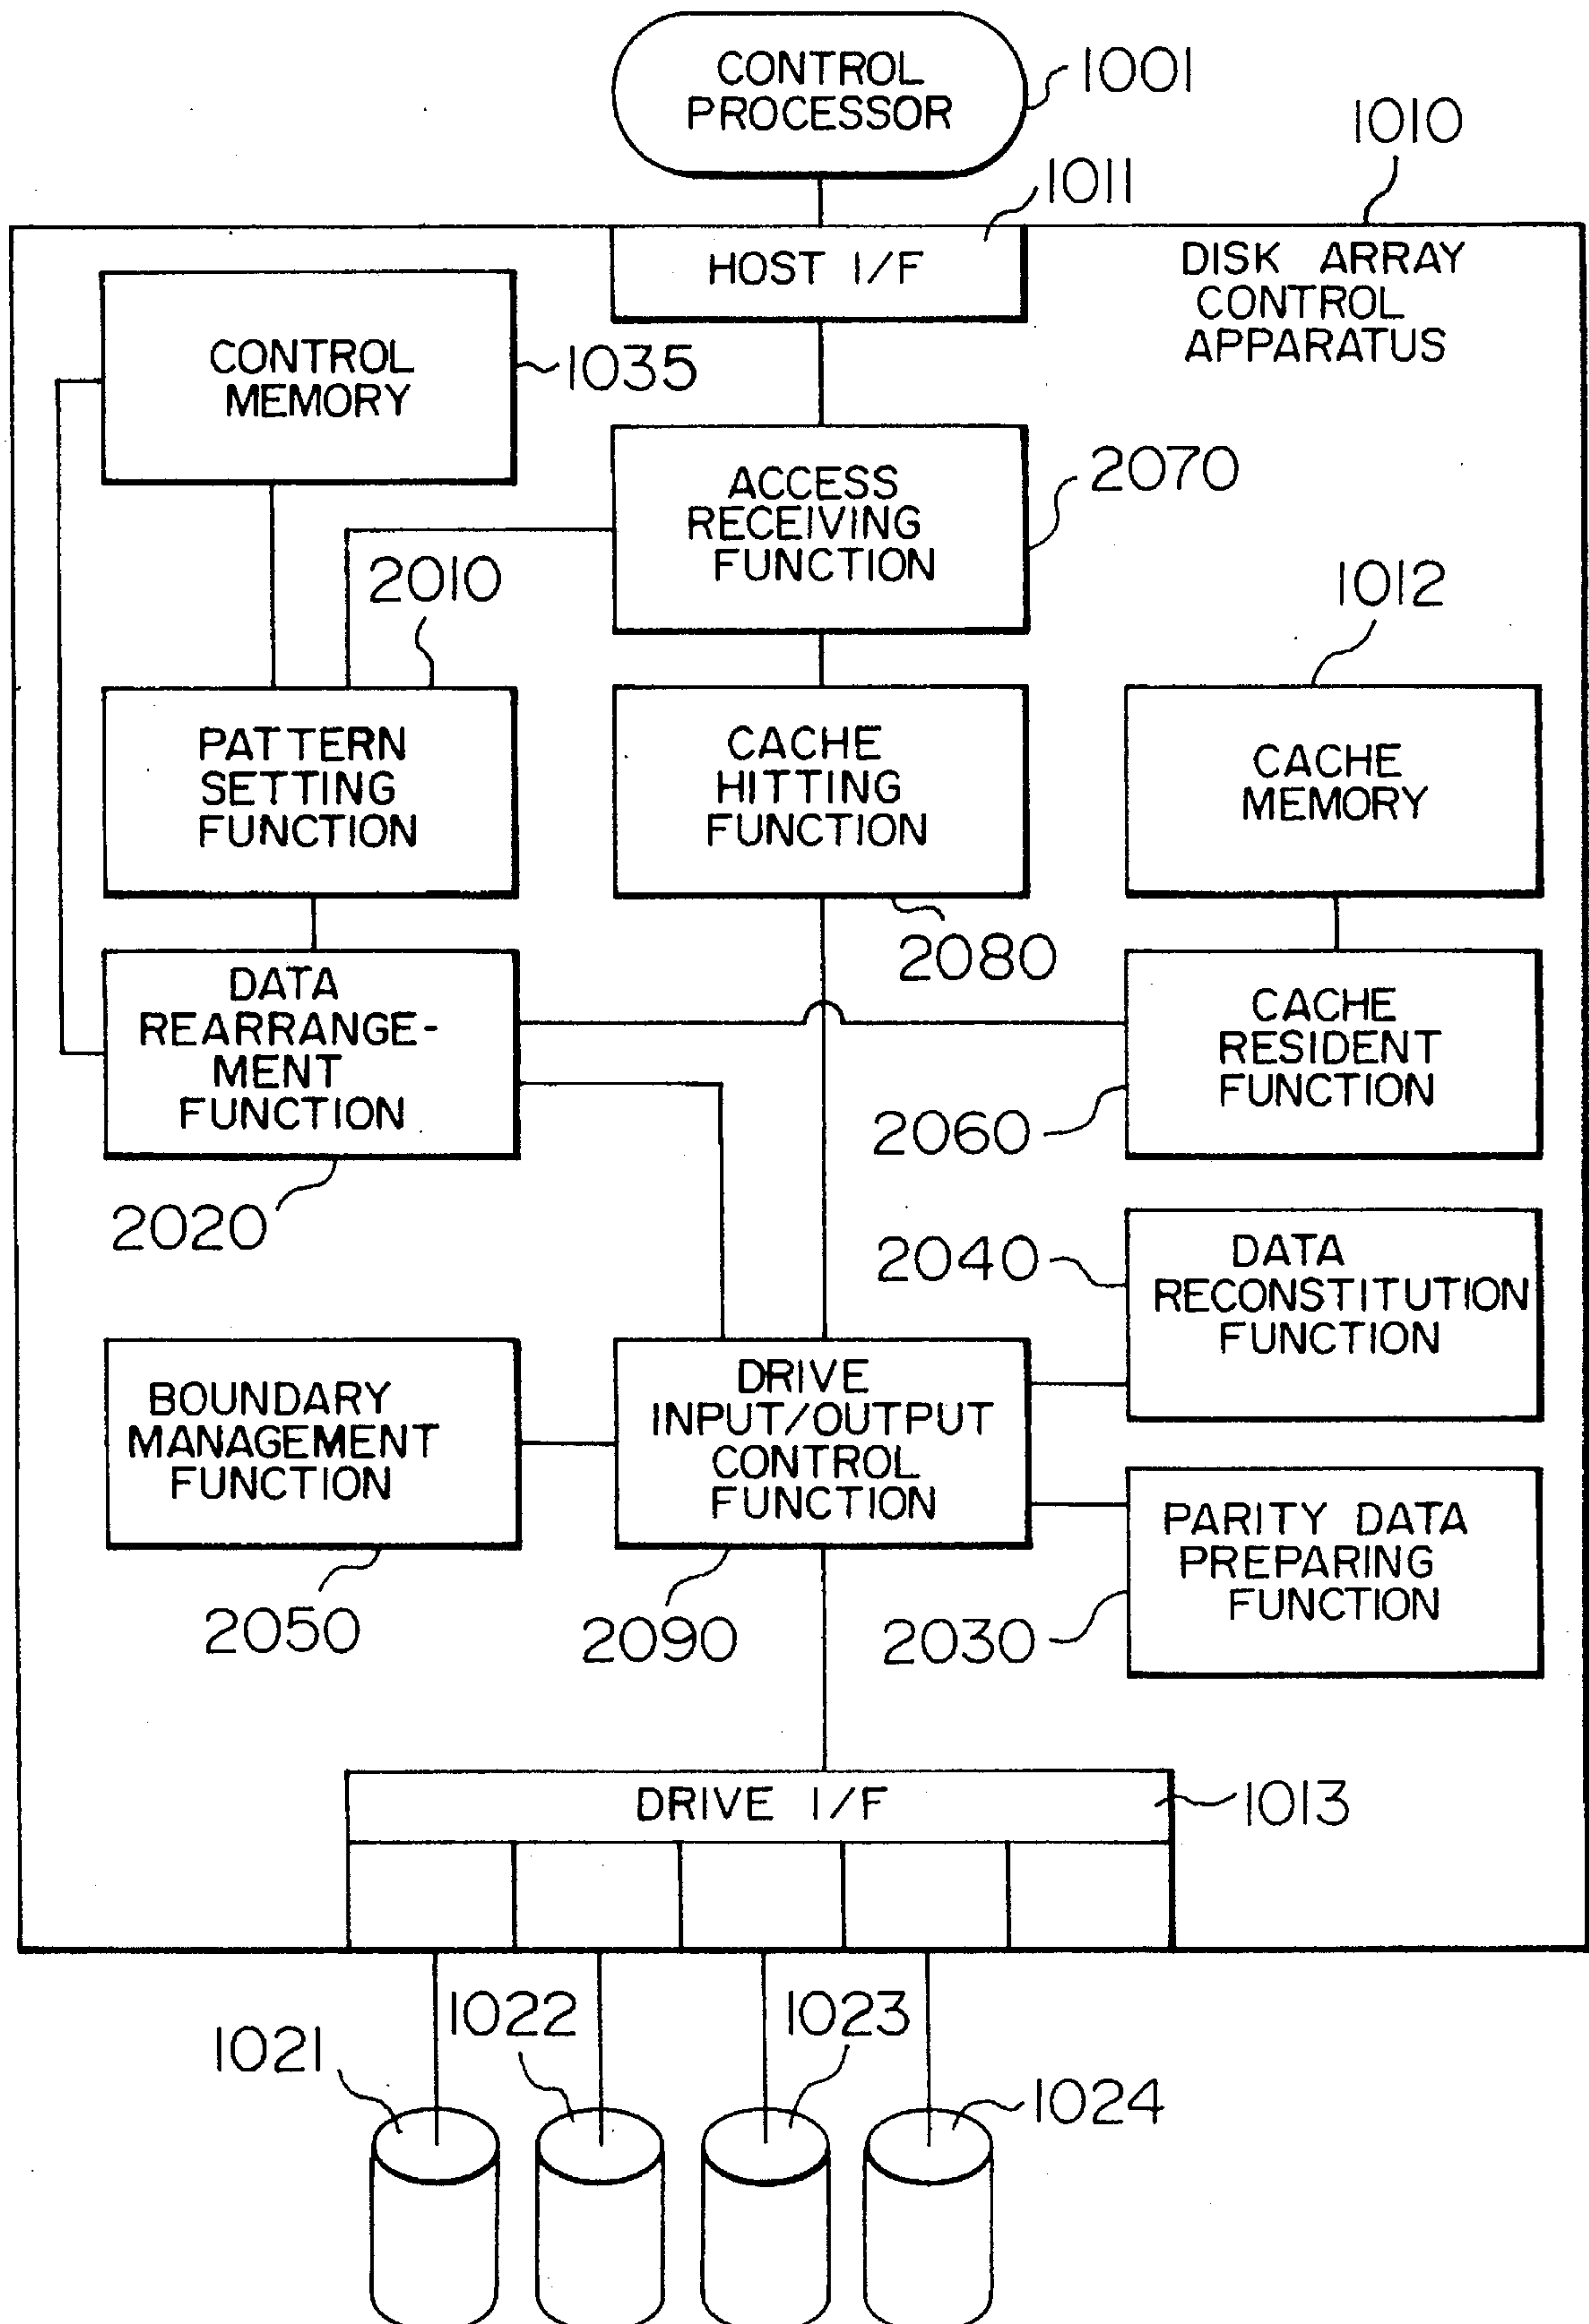 CONTROL
PROCESSOR
1001
1010
1011
HOST I/F
DISK ARRAY
CONTROL
APPARATUS
CONTROL
MEMORY
1035
ACCESS
RECEIVING
FUNCTION
2070
2010
1012
PATTERN
SETTING
FUNCTION
CACHE
HITTING
FUNCTION
CACHE
MEMORY
2080
DATA
REARRANGE-
MENT
FUNCTION
CACHE
RESIDENT
FUNCTION
2060
2020
2040
DATA
RECONSTITUTION
FUNCTION
BOUNDARY
MANAGEMENT
FUNCTION
DRIVE
INPUT/OUTPUT
CONTROL
FUNCTION
PARITY DATA
PREPARING
FUNCTION
2050
2090
2030
DRIVE I/F
1013
1021
1022
1023
1024